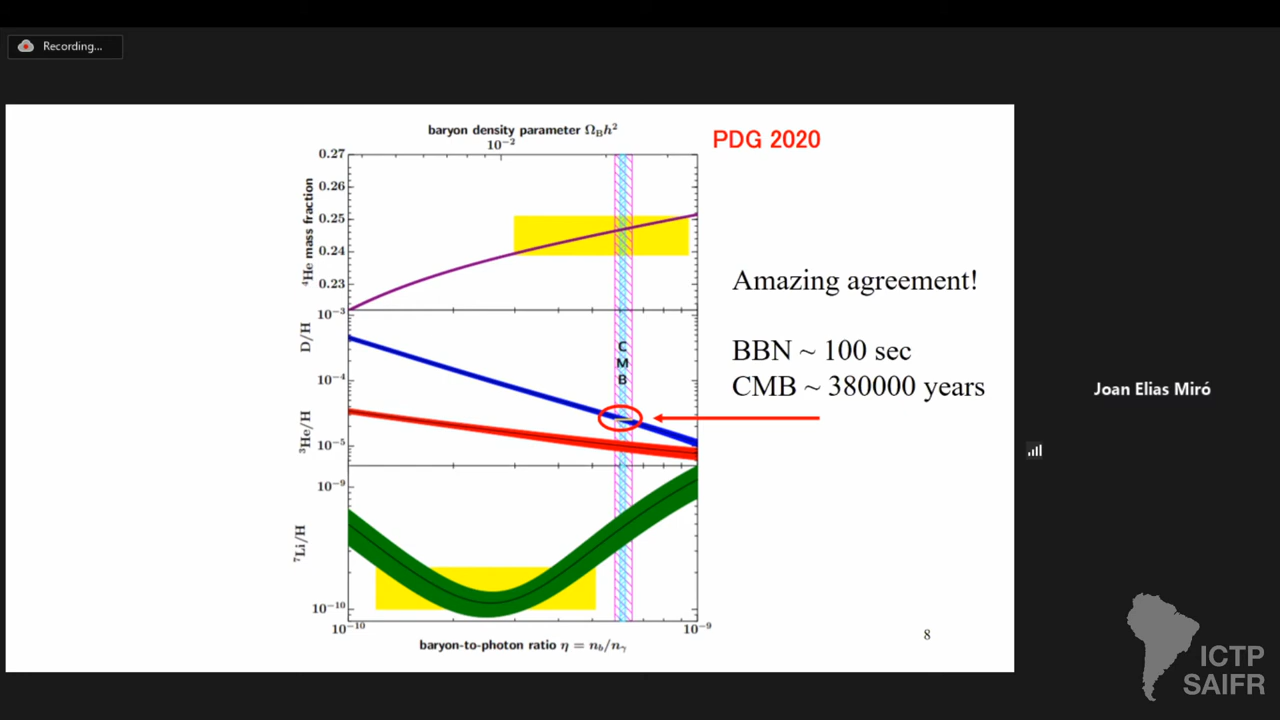 Recording...
baryon density parameter Ω_B h²
10⁻²
PDG 2020
0.27
0.26
0.25
0.24
0.23
⁴He mass fraction
10⁻³
D/H
10⁻⁴
³He/H
10⁻⁵
C
M
B
Amazing agreement!
BBN ~ 100 sec
CMB ~ 380000 years
Joan Elias Miró
10⁻⁹
⁷Li/H
10⁻¹⁰
10⁻¹⁰
10⁻⁹
baryon-to-photon ratio η = n_b/n_γ
8
ICTP
SAIFR